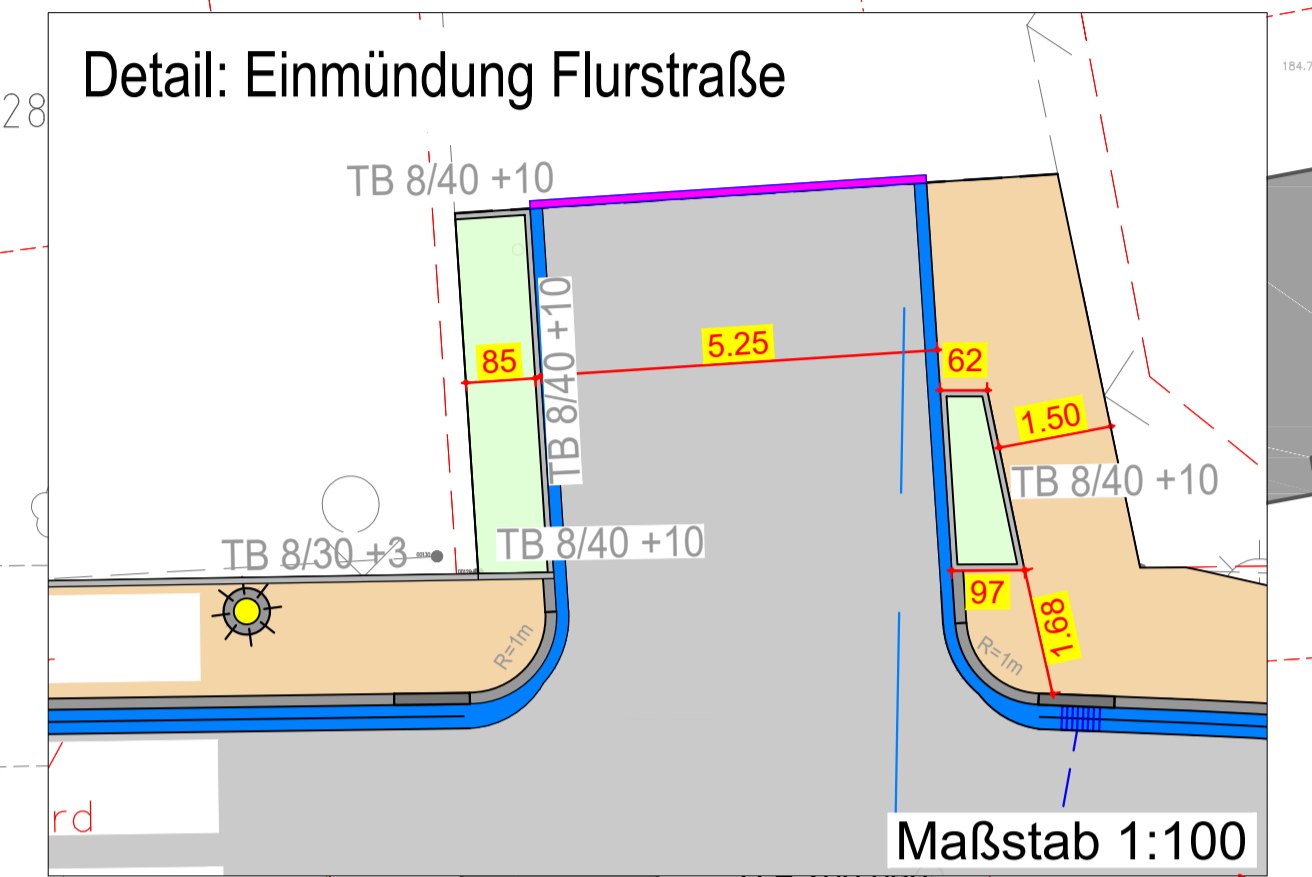 28
Detail: Einmündung Flurstraße
184.7
TB 8/40 +10
85
TB 8/40 +10
5.25
62
1.50
TB 8/40 +10
TB 8/30 +3
TB 8/40 +10
97
1.68
R=1m
R=1m
rd
Maßstab 1:100